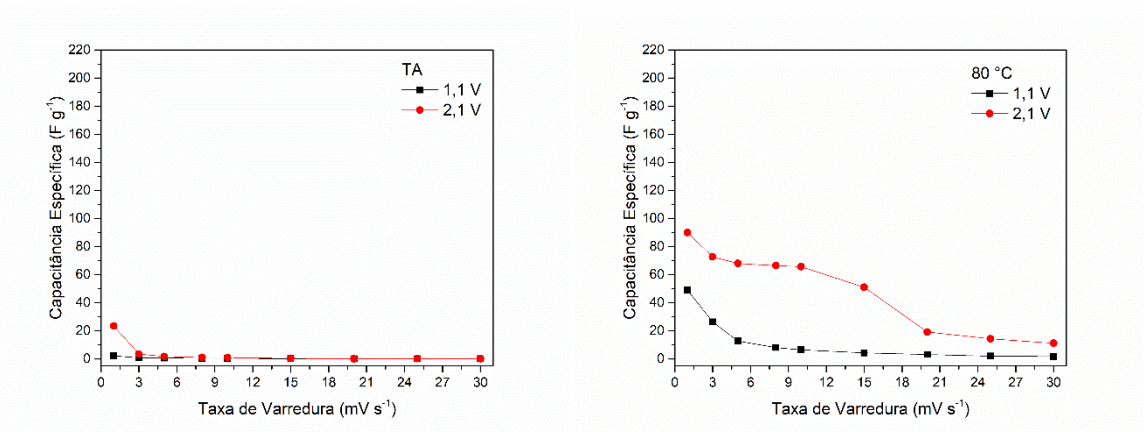 220
200
180
160
140
120
100
80
60
40
20
0
Capacitância Específica (F g⁻¹)
TA
1,1 V
2,1 V
0 3 6 9 12 15 18 21 24 27 30
Taxa de Varredura (mV s⁻¹)
220
200
180
160
140
120
100
80
60
40
20
0
Capacitância Específica (F g⁻¹)
80 °C
1,1 V
2,1 V
0 3 6 9 12 15 18 21 24 27 30
Taxa de Varredura (mV s⁻¹)